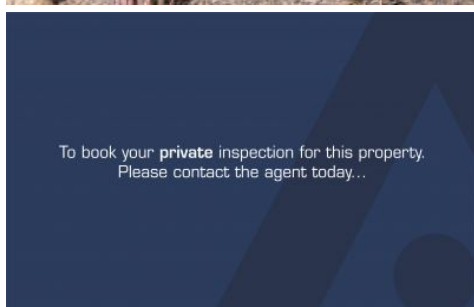 To book your private inspection for this property.
Please contact the agent today...